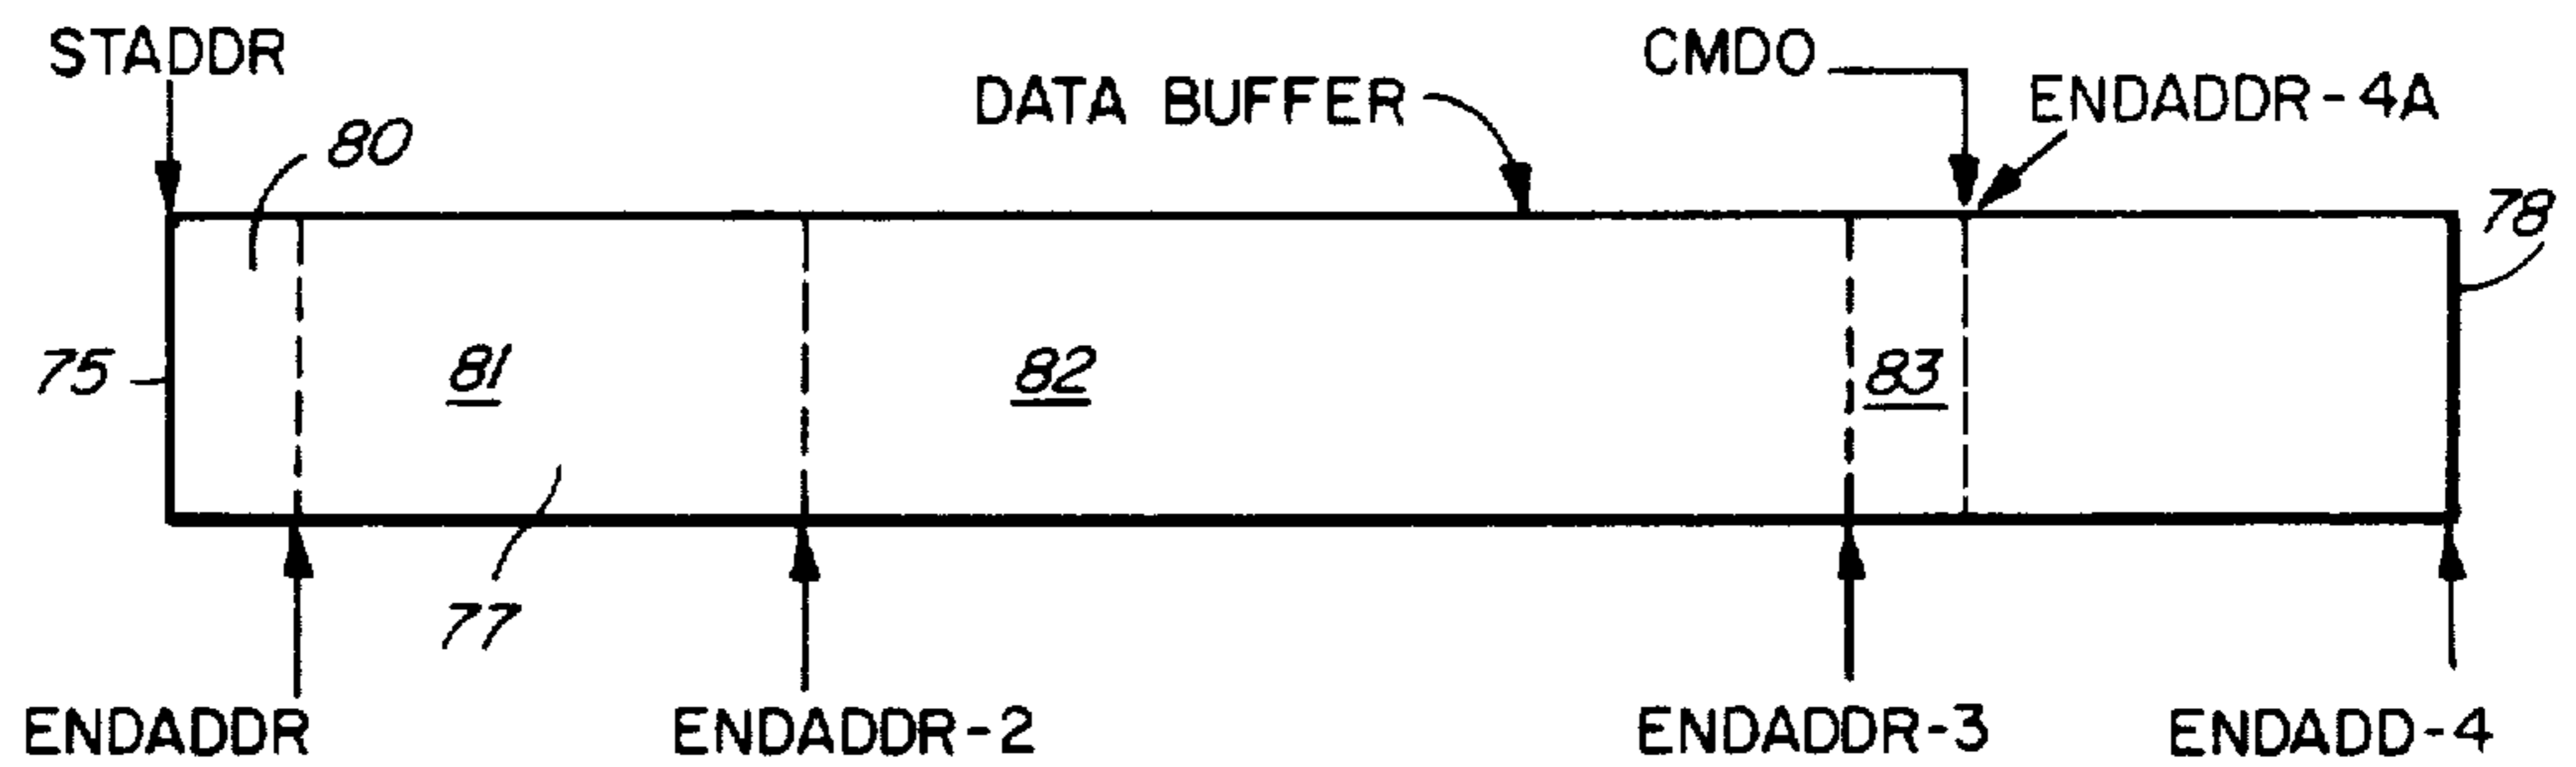 STADDR
CMDO
DATA BUFFER
ENDADDR-4A
80
78
75
81
82
83
77
ENDADDR
ENDADDR-2
ENDADDR-3
ENDADD-4